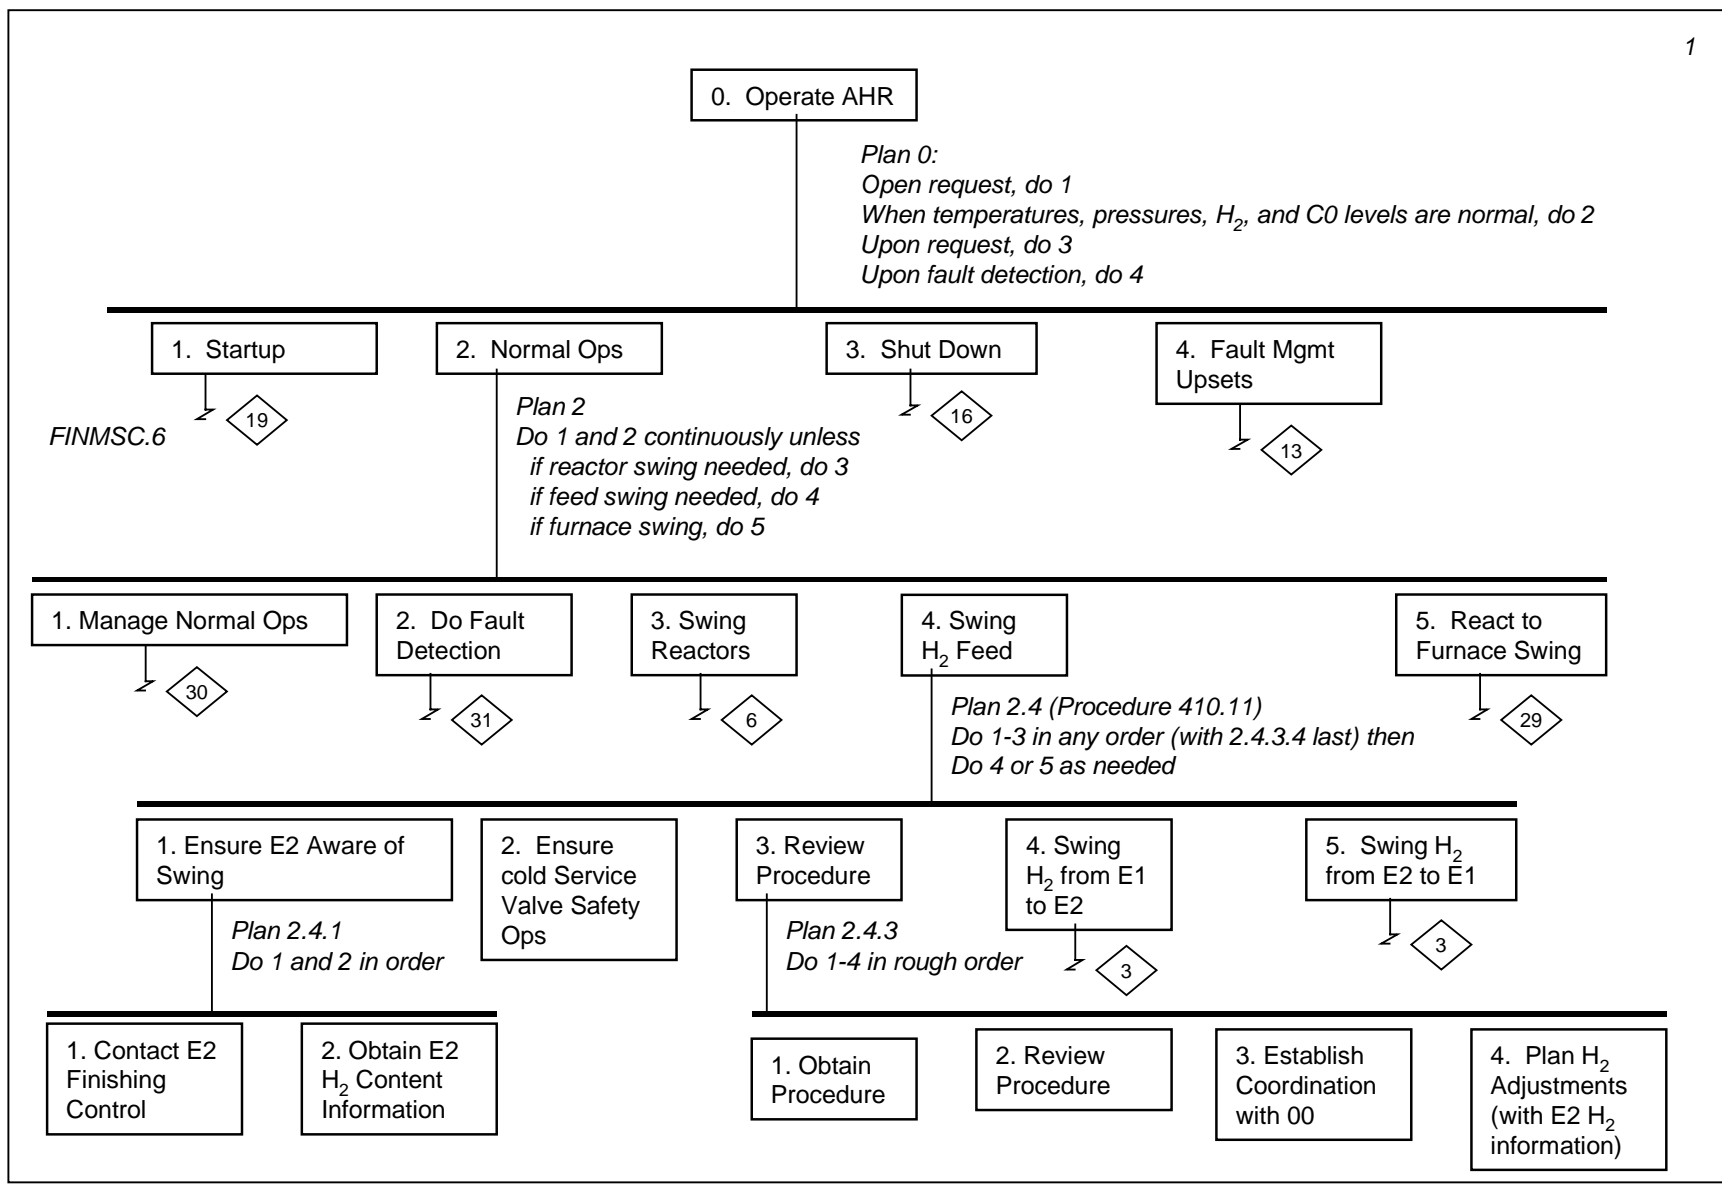 1
0. Operate AHR
Plan 0:
Open request, do 1
When temperatures, pressures, H2, and C0 levels are normal, do 2
Upon request, do 3
Upon fault detection, do 4
1. Startup
2. Normal Ops
3. Shut Down
4. Fault Mgmt
Upsets
19
16
13
FINMSC.6
Plan 2
Do 1 and 2 continuously unless
if reactor swing needed, do 3
if feed swing needed, do 4
if furnace swing, do 5
1. Manage Normal Ops
2. Do Fault
Detection
3. Swing
Reactors
4. Swing
H2 Feed
5. React to
Furnace Swing
30
31
6
29
Plan 2.4 (Procedure 410.11)
Do 1-3 in any order (with 2.4.3.4 last) then
Do 4 or 5 as needed
1. Ensure E2 Aware of
Swing
2. Ensure
cold Service
Valve Safety
Ops
3. Review
Procedure
4. Swing
H2 from E1
to E2
5. Swing H2
from E2 to E1
3
3
Plan 2.4.1
Do 1 and 2 in order
Plan 2.4.3
Do 1-4 in rough order
1. Contact E2
Finishing
Control
2. Obtain E2
H2 Content
Information
1. Obtain
Procedure
2. Review
Procedure
3. Establish
Coordination
with 00
4. Plan H2
Adjustments
(with E2 H2
information)